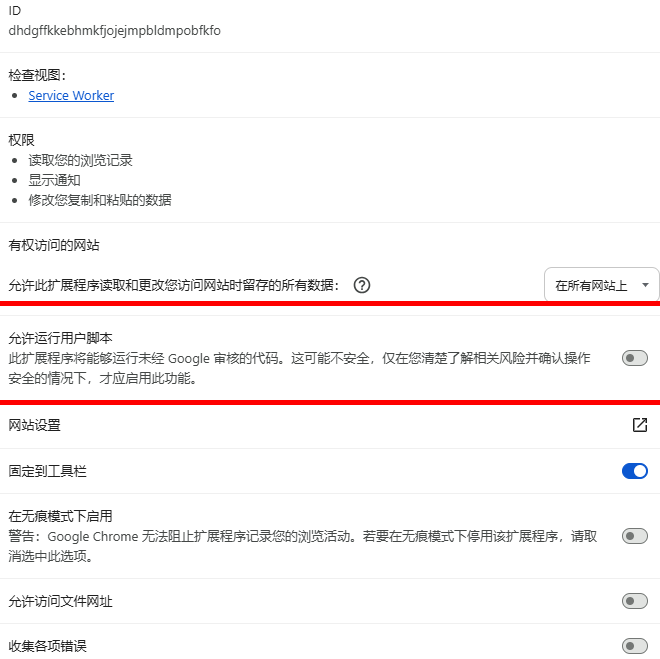 ID
dhdgffkkebhmkfjojejmpbldmpobfkfo
检查视图：
Service Worker
权限
读取您的浏览记录
显示通知
修改您复制和粘贴的数据
有权访问的网站
允许此扩展程序读取和更改您访问网站时留存的所有数据： 在所有网站上
允许运行用户脚本
此扩展程序将能够运行未经 Google 审核的代码。这可能不安全，仅在您清楚了解相关风险并确认操作
安全的情况下，才应启用此功能。
网站设置
固定到工具栏
在无痕模式下启用
警告：Google Chrome 无法阻止扩展程序记录您的浏览活动。若要在无痕模式下停用该扩展程序，请取
消选中此选项。
允许访问文件网址
收集各项错误